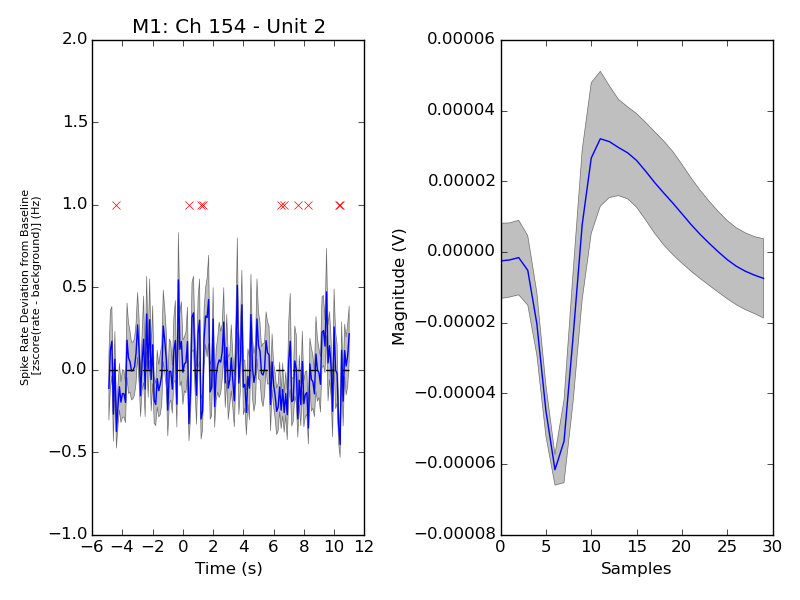 M1: Ch 154 - Unit 2
2.0
1.5
1.0
0.5
0.0
−0.5
−1.0
−6 −4 −2 0 2 4 6 8 10 12
Time (s)
Spike Rate Deviation from Baseline
[zscore(rate - background)] (Hz)
0.00006
0.00004
0.00002
0.00000
−0.00002
−0.00004
−0.00006
−0.00008
0 5 10 15 20 25 30
Samples
Magnitude (V)